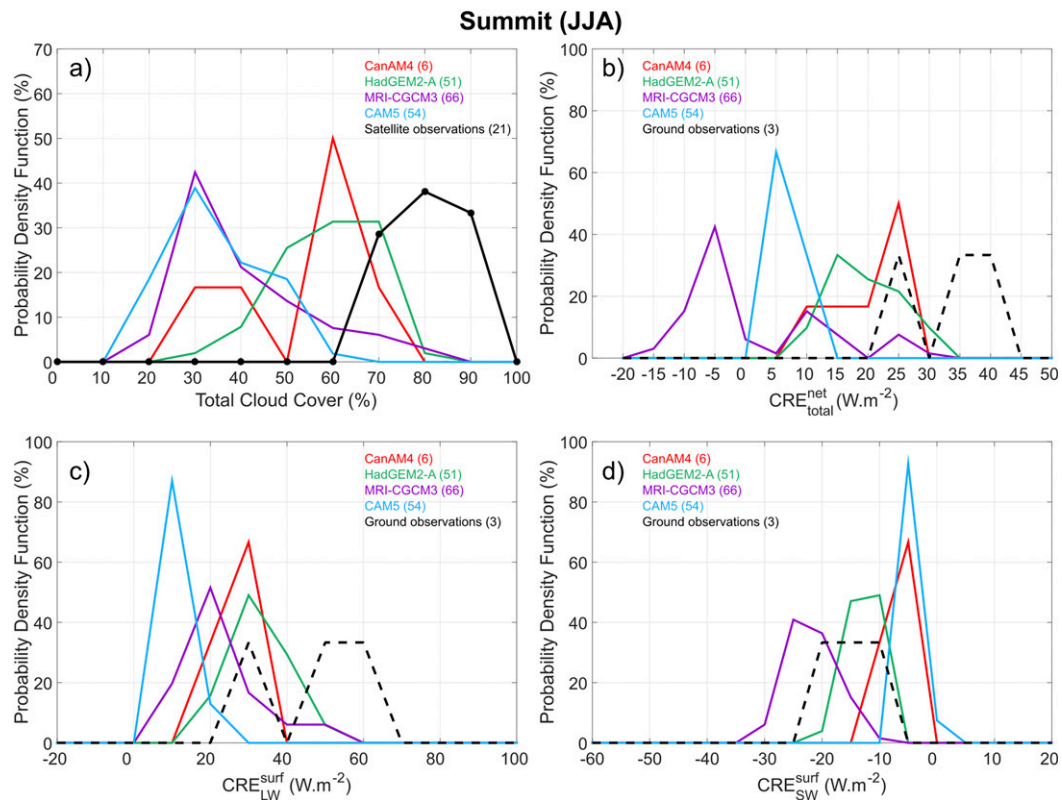 Summit (JJA)
a)
CanAM4 (6)
HadGEM2-A (51)
MRI-CGCM3 (66)
CAM5 (54)
Satellite observations (21)
Probability Density Function (%)
70
60
50
40
30
20
10
0
0 10 20 30 40 50 60 70 80 90 100
Total Cloud Cover (%)
b)
CanAM4 (6)
HadGEM2-A (51)
MRI-CGCM3 (66)
CAM5 (54)
Ground observations (3)
Probability Density Function (%)
100
80
60
40
20
0
-20 -15 -10 -5 0 5 10 15 20 25 30 35 40 45 50
CRE^net_total (W.m^-2)
c)
CanAM4 (6)
HadGEM2-A (51)
MRI-CGCM3 (66)
CAM5 (54)
Ground observations (3)
Probability Density Function (%)
100
80
60
40
20
0
-20 0 20 40 60 80 100
CRE^surf_LW (W.m^-2)
d)
CanAM4 (6)
HadGEM2-A (51)
MRI-CGCM3 (66)
CAM5 (54)
Ground observations (3)
Probability Density Function (%)
100
80
60
40
20
0
-60 -50 -40 -30 -20 -10 0 10 20
CRE^surf_SW (W.m^-2)